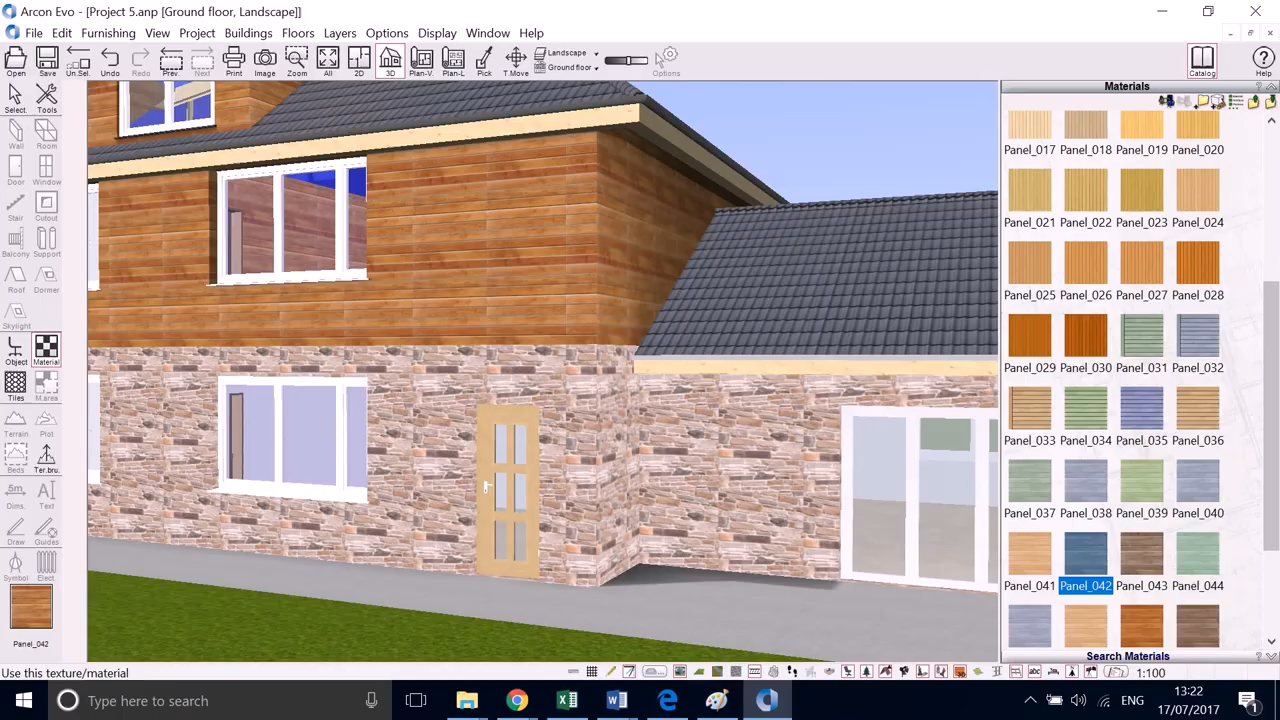 Arcon Evo - [Project 5.anp [Ground floor, Landscape]]
File Edit Furnishing View Project Buildings Floors Layers Options Display Window Help
Open Save Un.Sel. Undo Redo Prev. Next Print Image Zoom All 2D 3D Plan-V. Plan-L Pick T.Move Landscape Ground floor Options Catalog Help
Select. Tools
Wall Room
Door Window
Stair Cutout
Balcony Support
Roof Dormer
Skylight
Object Material
Tiles M.area
Terrain Plot
Beds Ter.bru.
Dims. Text
Draw Guides
Symbol Elect
Panel_042
Materials
Panel_017 Panel_018 Panel_019 Panel_020
Panel_021 Panel_022 Panel_023 Panel_024
Panel_025 Panel_026 Panel_027 Panel_028
Panel_029 Panel_030 Panel_031 Panel_032
Panel_033 Panel_034 Panel_035 Panel_036
Panel_037 Panel_038 Panel_039 Panel_040
Panel_041 Panel_042 Panel_043 Panel_044
Search Materials
Use this texture/material
abc
1:100
Type here to search
ENG
13:22
17/07/2017
1